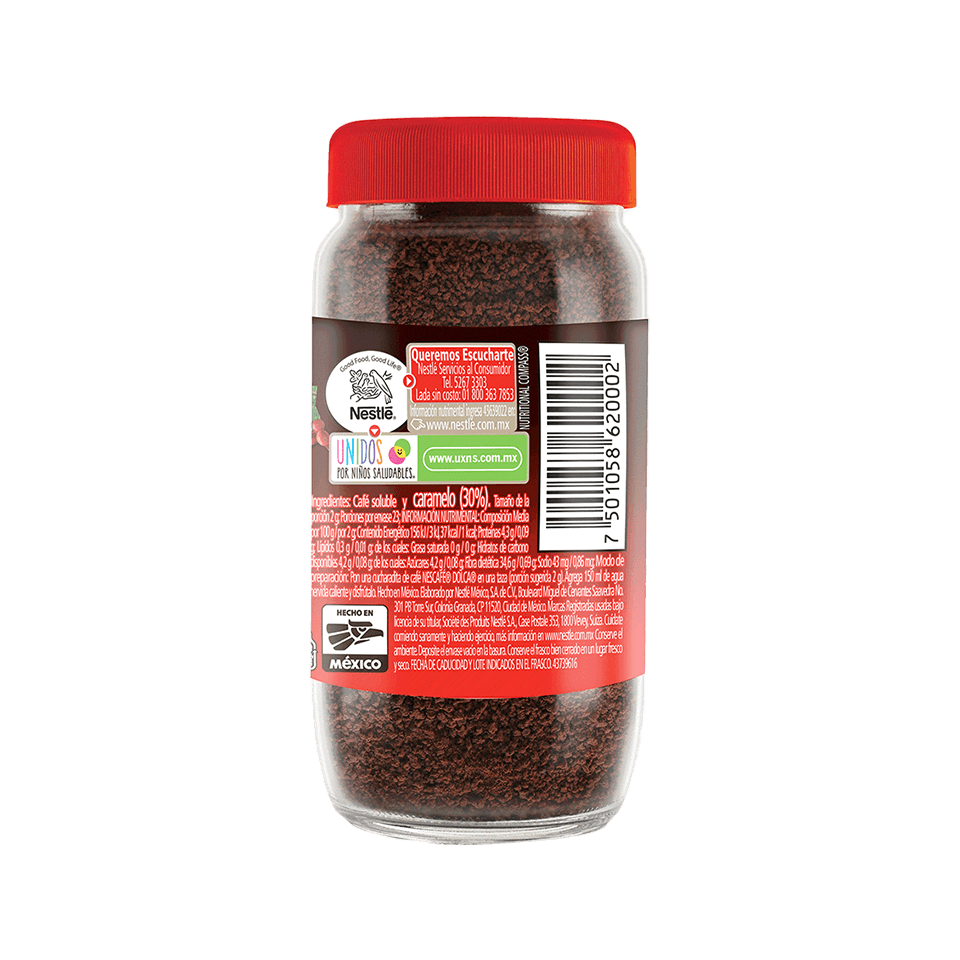 Good Food, Good Life®
Nestlé®
Queremos Escucharte
Nestlé Servicios al Consumidor
Tel. 5267 3303
Lada sin costo: 01 800 363 7853
Información nutrimental ingresa 43639022 en:
www.nestle.com.mx
NUTRITIONAL COMPASS®
UNIDOS
POR NIÑOS SALUDABLES
www.uxns.com.mx
7 501058 620002
Ingredientes: Café soluble y caramelo (30%). Tamaño de la
porción 2 g; Porciones por envase 23; INFORMACIÓN NUTRIMENTAL: Composición Media
por 100 g / por 2 g: Contenido Energético 156 kJ / 3 kJ, 37 kcal / 1 kcal; Proteínas 4,3 g / 0,09
g; Lípidos 0,3 g / 0,01 g; de los cuales: Grasa saturada 0 g / 0 g; Hidratos de carbono
disponibles 4,2 g / 0,08 g; de los cuales: Azúcares 4,2 g / 0,08 g; Fibra dietética 34,6 g / 0,69 g; Sodio 43 mg / 0,86 mg; Modo de
preparación: Pon una cucharadita de café NESCAFÉ® DOLCA® en una taza (porción sugerida 2 g). Agrega 150 ml de agua
hervida caliente y disfrútalo. Hecho en México. Elaborado por Nestlé México, S.A. de C.V., Boulevard Miguel de Cervantes Saavedra No.
301 PB Torre Sur, Colonia Granada, CP 11520, Ciudad de México. Marcas Registradas usadas bajo
licencia de su titular, Société des Produits Nestlé S.A., Case Postale 353, 1800 Vevey, Suiza. Cuídate
comiendo sanamente y haciendo ejercicio, más información en www.nestle.com.mx Conserve el
ambiente. Deposite el envase vacío en la basura. Conserve el frasco bien cerrado en un lugar fresco
y seco. FECHA DE CADUCIDAD Y LOTE INDICADOS EN EL FRASCO. 43739616
HECHO EN
MÉXICO